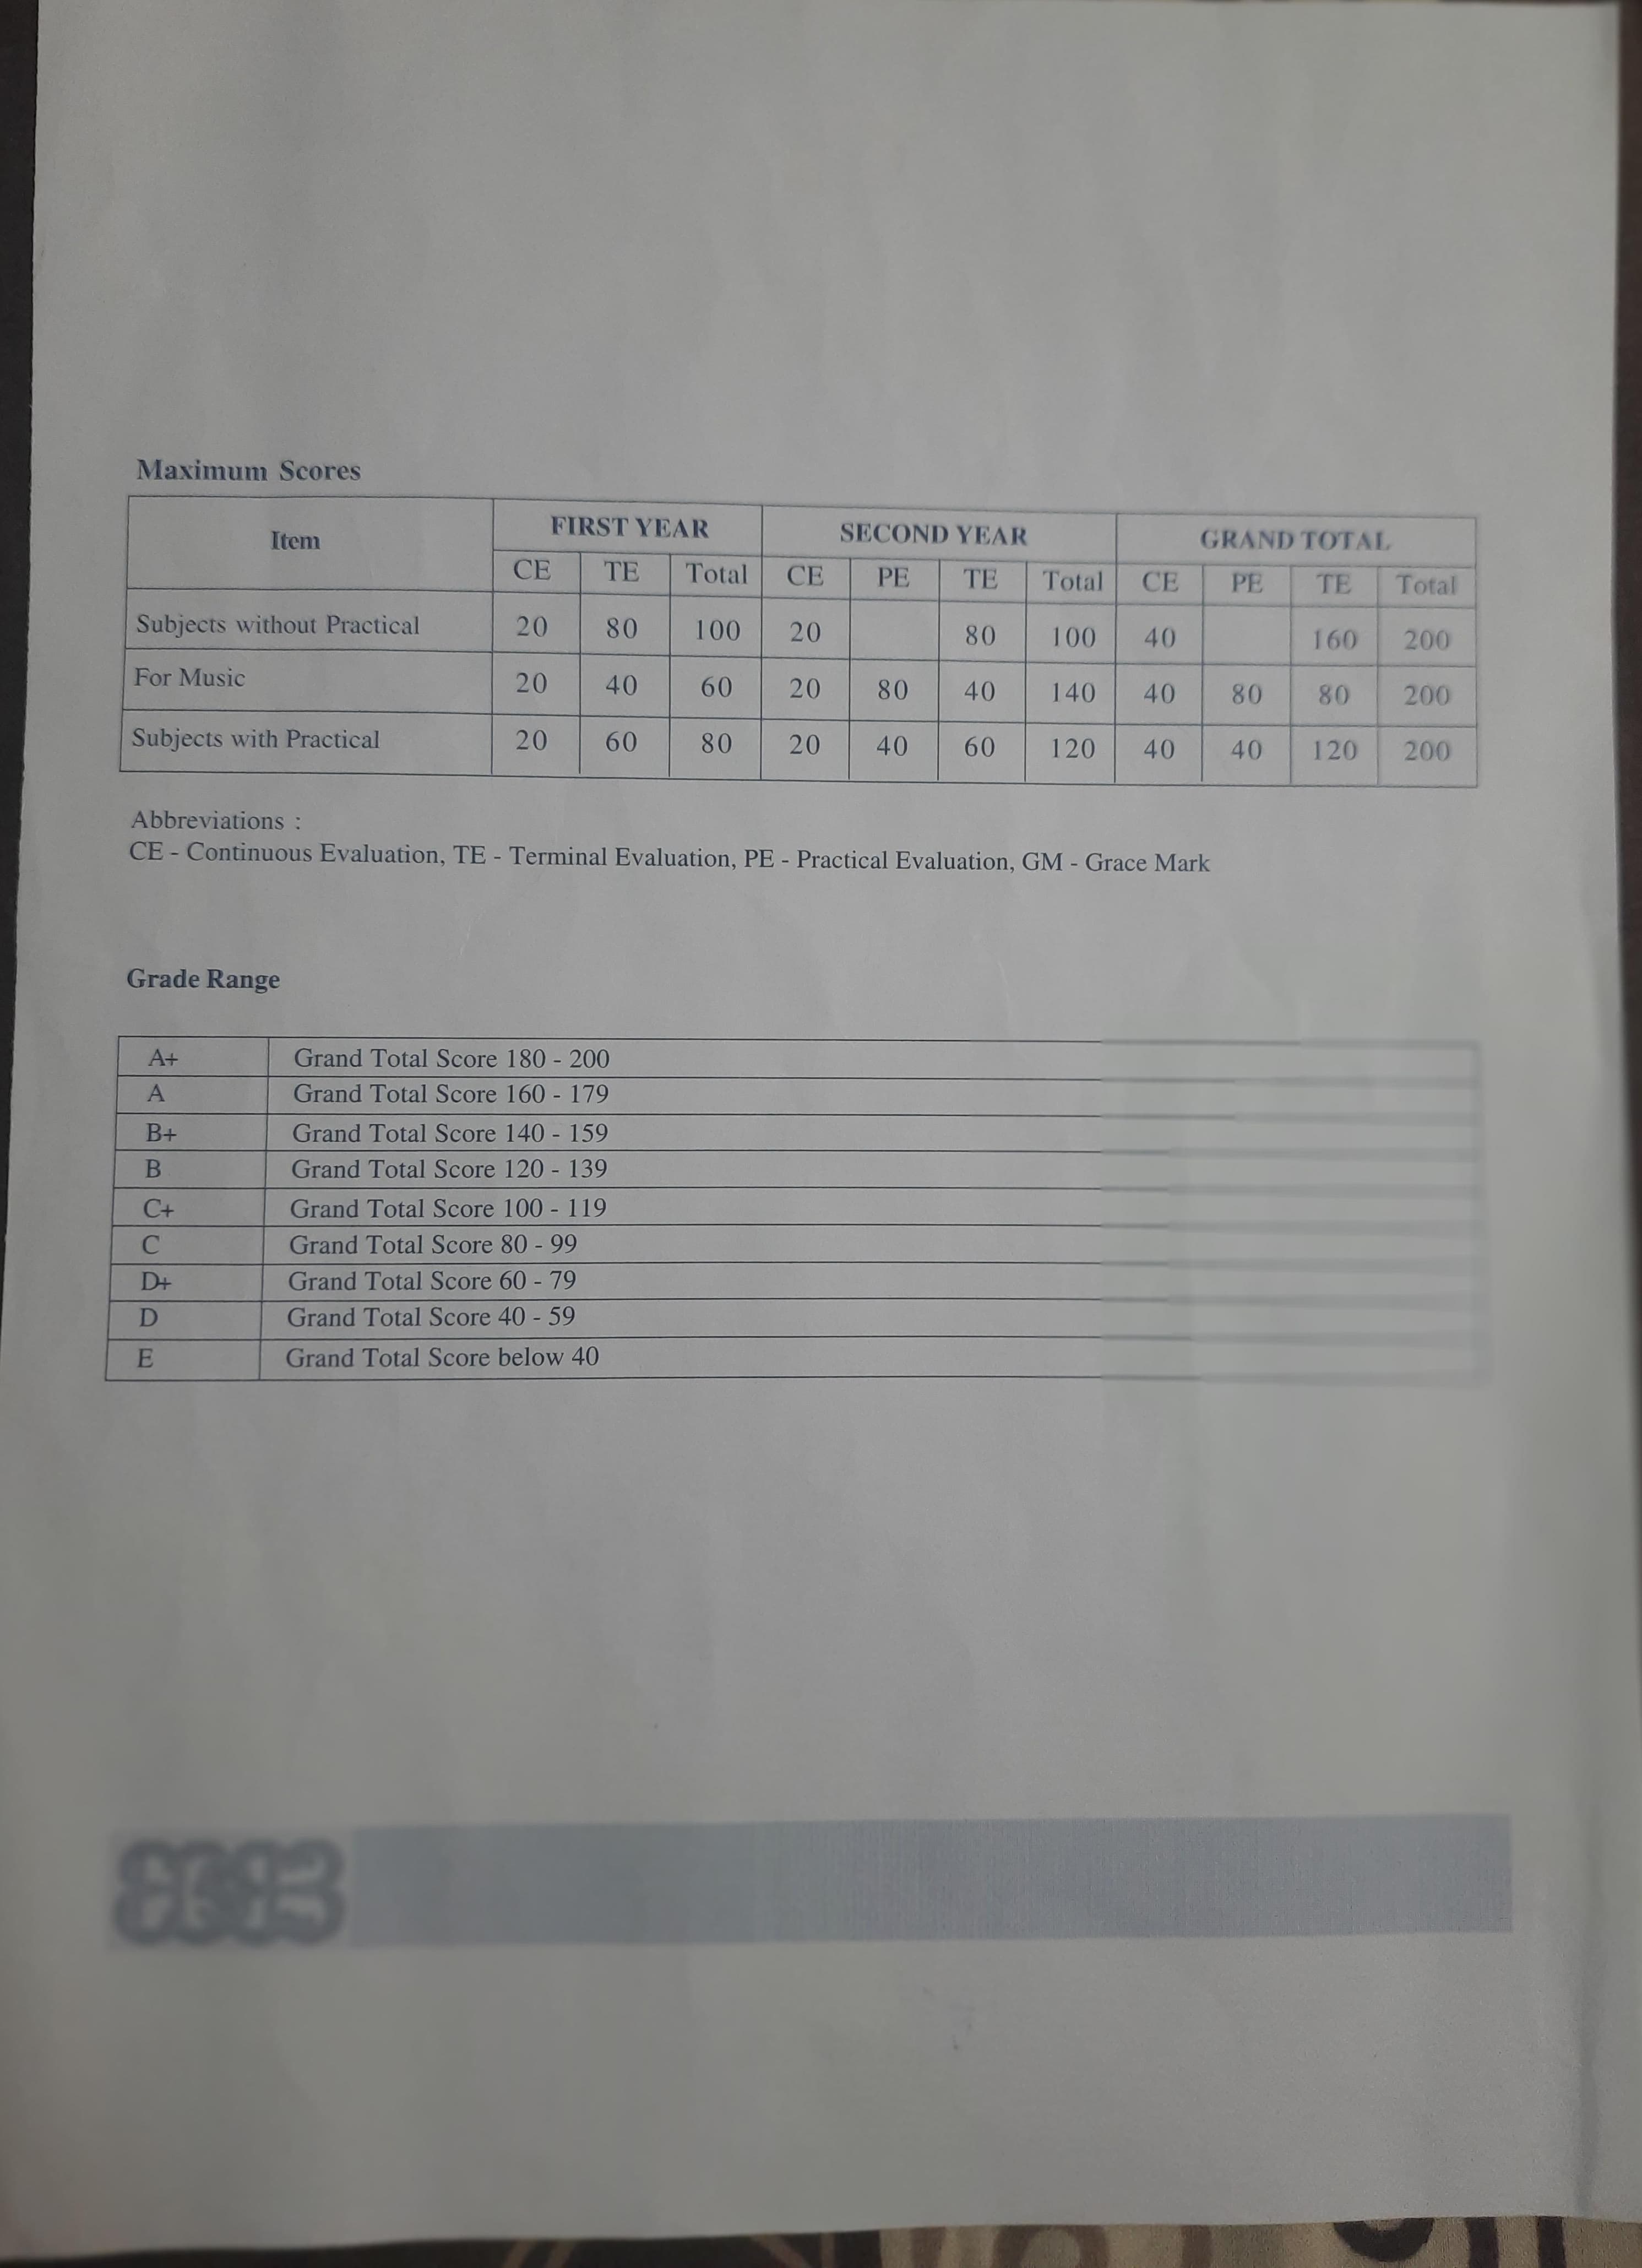 Maximum Scores
Item FIRST YEAR SECOND YEAR GRAND TOTAL
CE TE Total CE PE TE Total CE PE TE Total
Subjects without Practical 20 80 100 20 80 100 40 160 200
For Music 20 40 60 20 80 40 140 40 80 80 200
Subjects with Practical 20 60 80 20 40 60 120 40 40 120 200
Abbreviations :
CE - Continuous Evaluation, TE - Terminal Evaluation, PE - Practical Evaluation, GM - Grace Mark
Grade Range
A+ Grand Total Score 180 - 200
A Grand Total Score 160 - 179
B+ Grand Total Score 140 - 159
B Grand Total Score 120 - 139
C+ Grand Total Score 100 - 119
C Grand Total Score 80 - 99
D+ Grand Total Score 60 - 79
D Grand Total Score 40 - 59
E Grand Total Score below 40